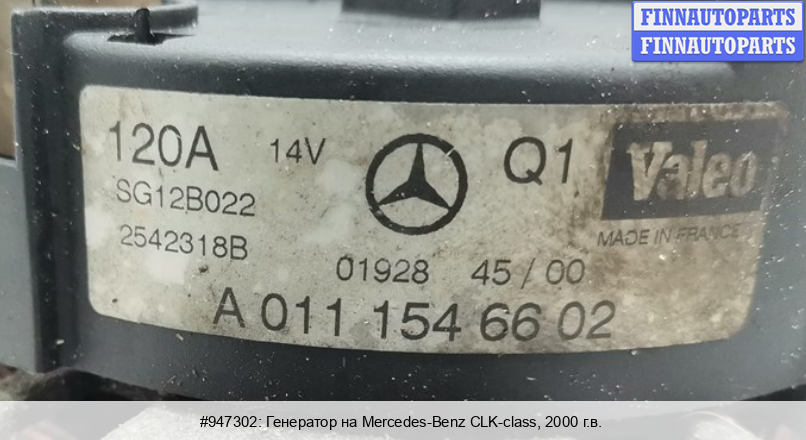 FINNAUTOPARTS
FINNAUTOPARTS
120A 14V Q1 Valeo
SG12B022
2542318B MADE IN FRANCE
01928 45/00
A 011 154 66 02
#947302: Генератор на Mercedes-Benz CLK-class, 2000 г.в.